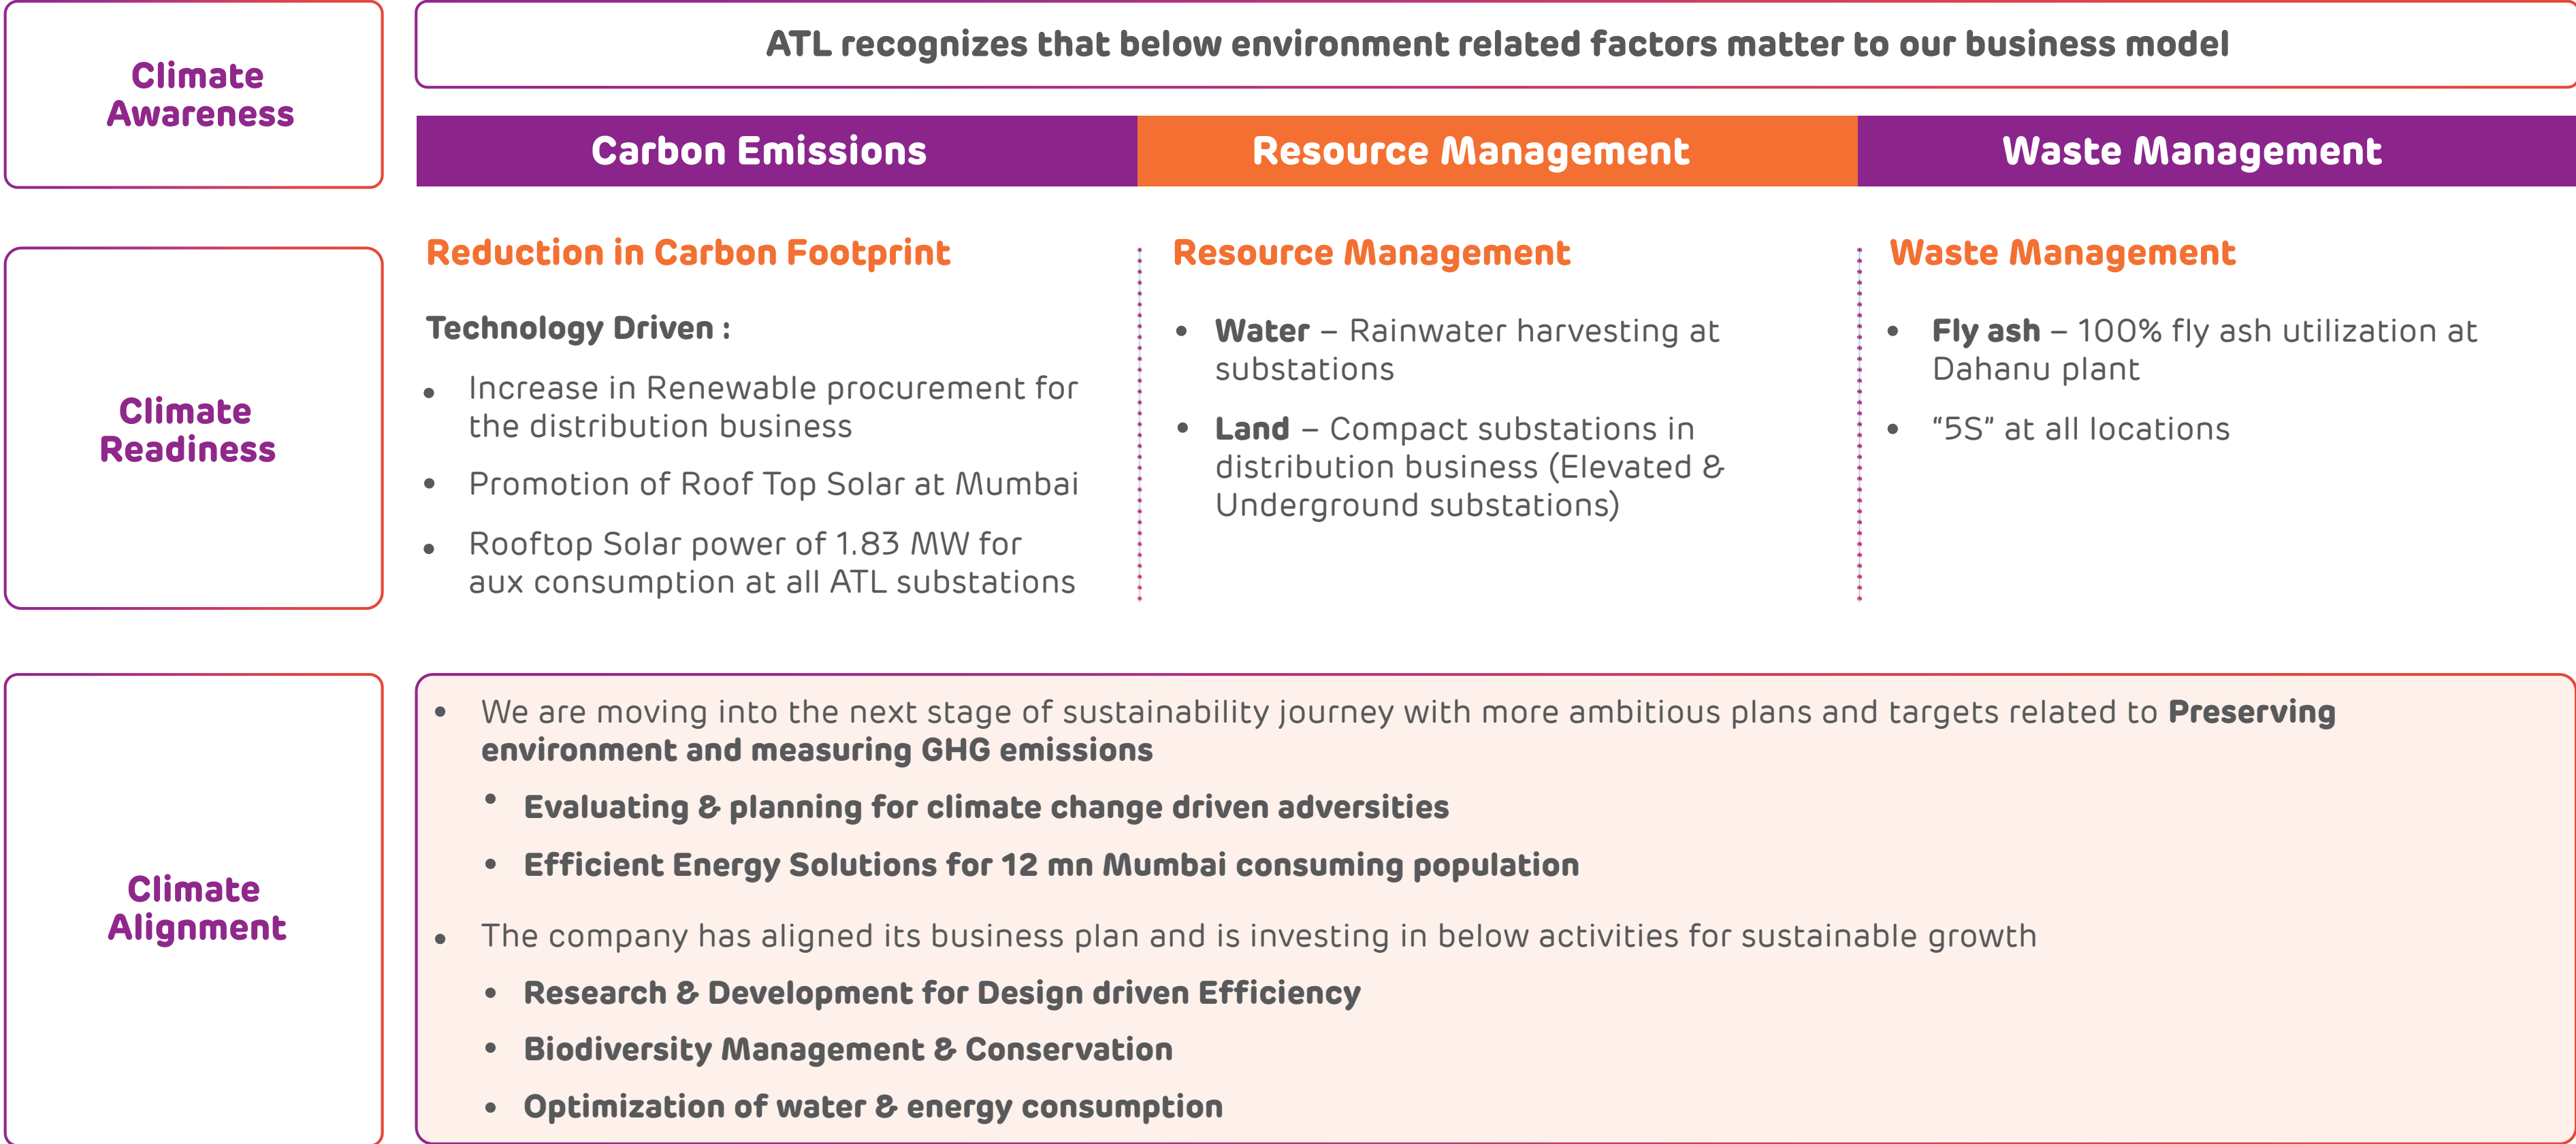 Climate
Awareness
ATL recognizes that below environment related factors matter to our business model
Carbon Emissions
Resource Management
Waste Management
Climate
Readiness
Reduction in Carbon Footprint
Technology Driven :
• Increase in Renewable procurement for
the distribution business
• Promotion of Roof Top Solar at Mumbai
• Rooftop Solar power of 1.83 MW for
aux consumption at all ATL substations
Resource Management
• Water – Rainwater harvesting at
substations
• Land – Compact substations in
distribution business (Elevated &
Underground substations)
Waste Management
• Fly ash – 100% fly ash utilization at
Dahanu plant
• “5S” at all locations
Climate
Alignment
• We are moving into the next stage of sustainability journey with more ambitious plans and targets related to Preserving
environment and measuring GHG emissions
• Evaluating & planning for climate change driven adversities
• Efficient Energy Solutions for 12 mn Mumbai consuming population
• The company has aligned its business plan and is investing in below activities for sustainable growth
• Research & Development for Design driven Efficiency
• Biodiversity Management & Conservation
• Optimization of water & energy consumption